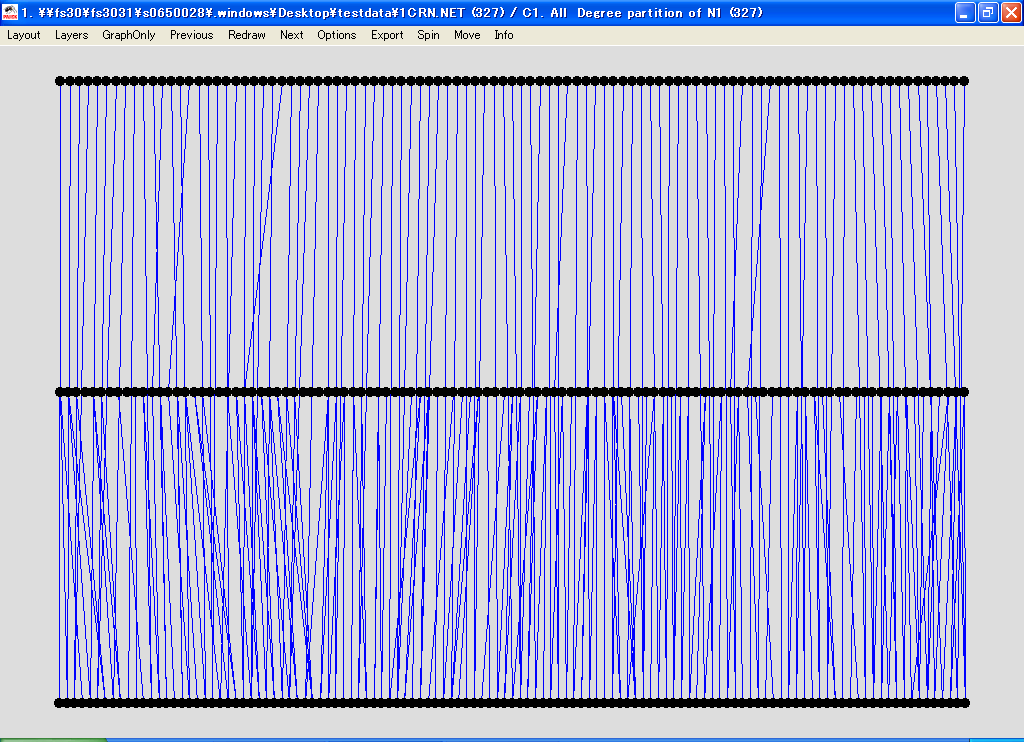 1. ¥¥fs30¥fs3031¥s0650028¥.windows¥Desktop¥testdata¥1CRN.NET (327) / C1. All Degree partition of N1 (327)
Layout Layers GraphOnly Previous Redraw Next Options Export Spin Move Info